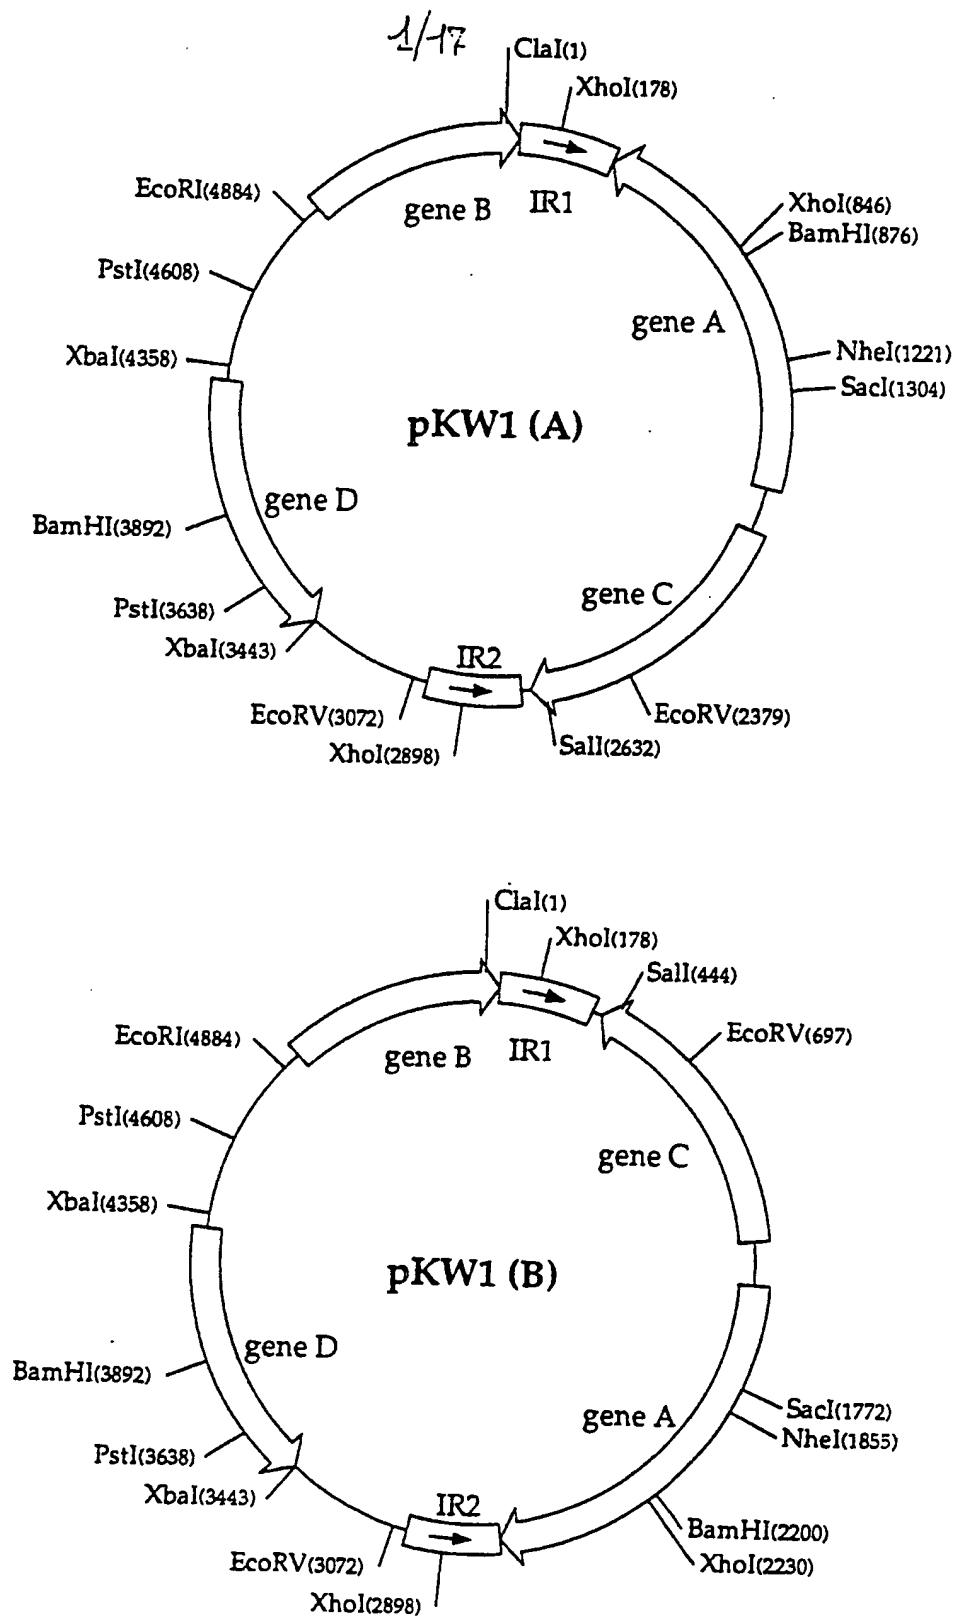 1/17
ClaI(1)
XhoI(178)
EcoRI(4884)
gene B
IR1
XhoI(846)
BamHI(876)
PstI(4608)
gene A
XbaI(4358)
NheI(1221)
SacI(1304)
pKW1 (A)
gene D
BamHI(3892)
gene C
PstI(3638)
XbaI(3443)
IR2
EcoRV(3072)
EcoRV(2379)
XhoI(2898)
SalI(2632)
ClaI(1)
XhoI(178)
SalI(444)
EcoRI(4884)
gene B
IR1
EcoRV(697)
PstI(4608)
gene C
XbaI(4358)
pKW1 (B)
gene D
BamHI(3892)
gene A
SacI(1772)
NheI(1855)
PstI(3638)
XbaI(3443)
IR2
BamHI(2200)
EcoRV(3072)
XhoI(2230)
XhoI(2898)